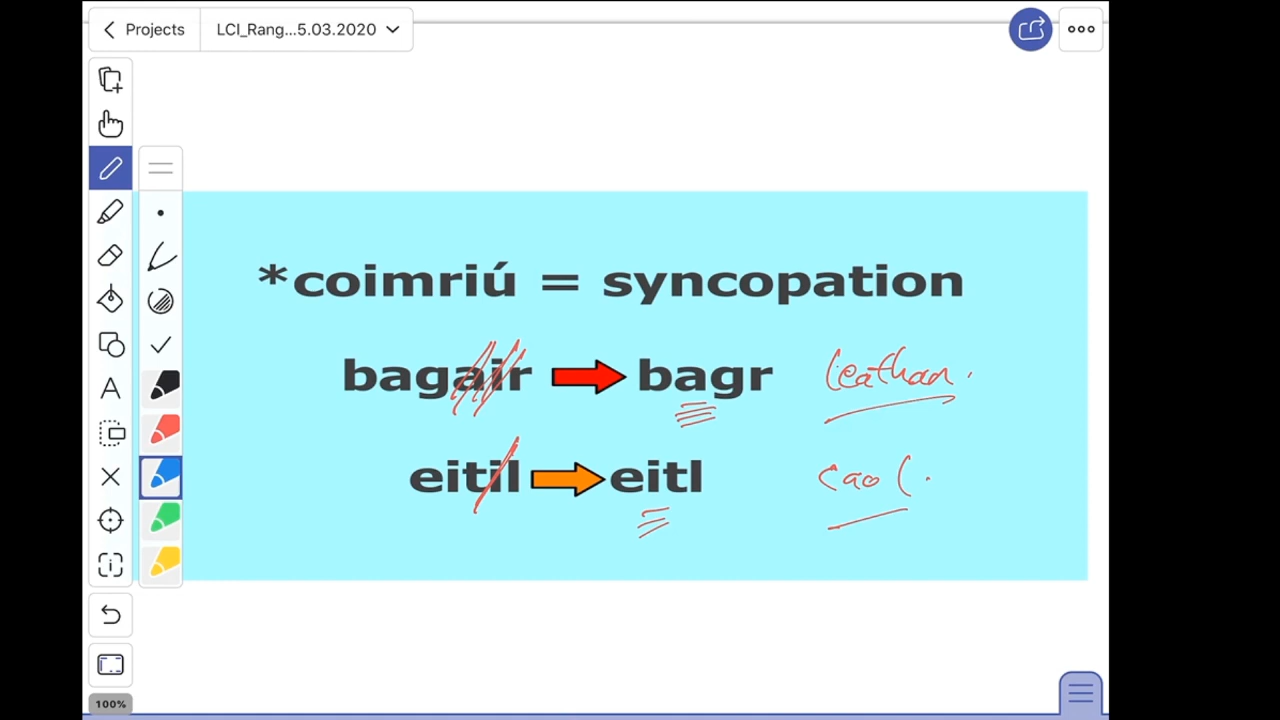 Projects
LCI_Rang...5.03.2020
*coimriú = syncopation
bagair bagr leathan.
eitil eitl caol.
A
100%